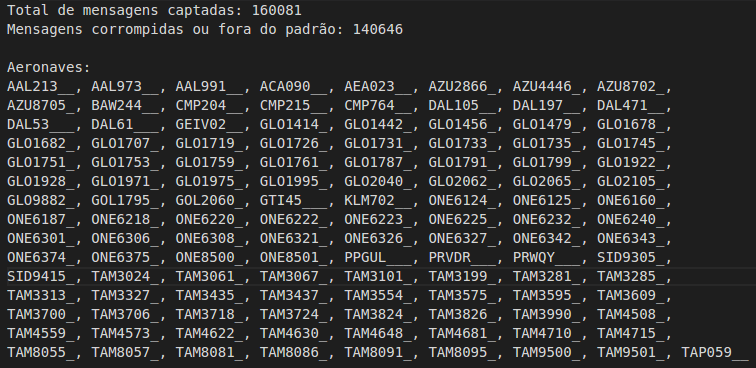 Total de mensagens captadas: 160081
Mensagens corrompidas ou fora do padrão: 140646
Aeronaves:
AAL213__, AAL973__, AAL991__, ACA090__, AEA023__, AZU2866_, AZU4446_, AZU8702_,
AZU8705_, BAW244__, CMP204__, CMP215__, CMP764__, DAL105__, DAL197__, DAL471__,
DAL53___, DAL61___, GEIV02__, GLO1414_, GLO1442_, GLO1456_, GLO1479_, GLO1678_,
GLO1682_, GLO1707_, GLO1719_, GLO1726_, GLO1731_, GLO1733_, GLO1735_, GLO1745_,
GLO1751_, GLO1753_, GLO1759_, GLO1761_, GLO1787_, GLO1791_, GLO1799_, GLO1922_,
GLO1928_, GLO1971_, GLO1975_, GLO1995_, GLO2040_, GLO2062_, GLO2065_, GLO2105_,
GLO9882_, GOL1795_, GOL2060_, GTI45___, KLM702__, ONE6124_, ONE6125_, ONE6160_,
ONE6187_, ONE6218_, ONE6220_, ONE6222_, ONE6223_, ONE6225_, ONE6232_, ONE6240_,
ONE6301_, ONE6306_, ONE6308_, ONE6321_, ONE6326_, ONE6327_, ONE6342_, ONE6343_,
ONE6374_, ONE6375_, ONE8500_, ONE8501_, PPGUL___, PRVDR___, PRWQY___, SID9305_,
SID9415_, TAM3024_, TAM3061_, TAM3067_, TAM3101_, TAM3199_, TAM3281_, TAM3285_,
TAM3313_, TAM3327_, TAM3435_, TAM3437_, TAM3554_, TAM3575_, TAM3595_, TAM3609_,
TAM3700_, TAM3706_, TAM3718_, TAM3724_, TAM3824_, TAM3826_, TAM3990_, TAM4508_,
TAM4559_, TAM4573_, TAM4622_, TAM4630_, TAM4648_, TAM4681_, TAM4710_, TAM4715_,
TAM8055_, TAM8057_, TAM8081_, TAM8086_, TAM8091_, TAM8095_, TAM9500_, TAM9501_, TAP059__